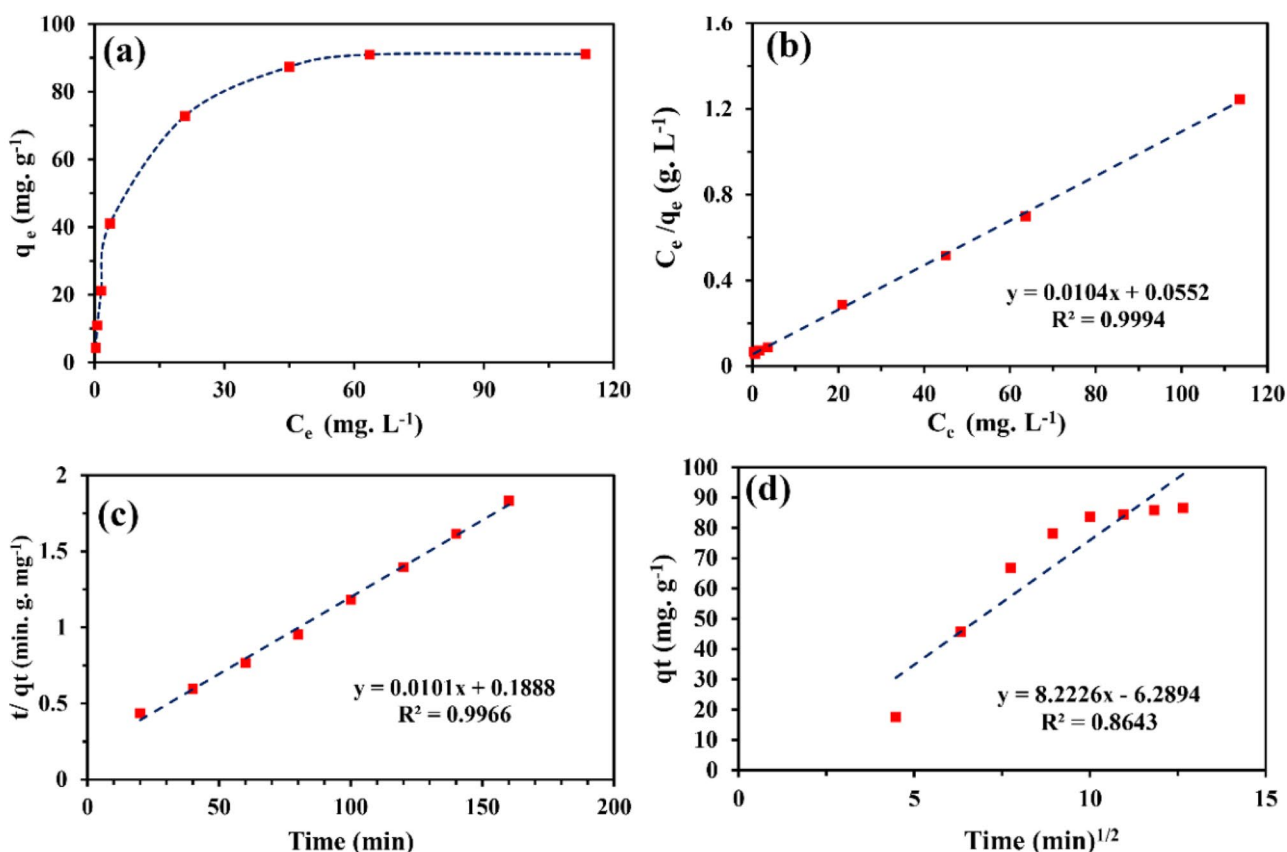 (a)
100
80
60
40
20
0
q e (mg. g-1)
0 30 60 90 120
Ce (mg. L-1)
(b)
1.6
1.2
0.8
0.4
0
Ce /qe (g. L-1)
y = 0.0104x + 0.0552
R² = 0.9994
0 20 40 60 80 100 120
Cc (mg. L-1)
(c)
2
1.5
1
0.5
0
t/ qt (min. g. mg-1)
y = 0.0101x + 0.1888
R² = 0.9966
0 50 100 150 200
Time (min)
(d)
100
90
80
70
60
50
40
30
20
10
0
qt (mg. g-1)
y = 8.2226x - 6.2894
R² = 0.8643
0 5 10 15
Time (min)1/2